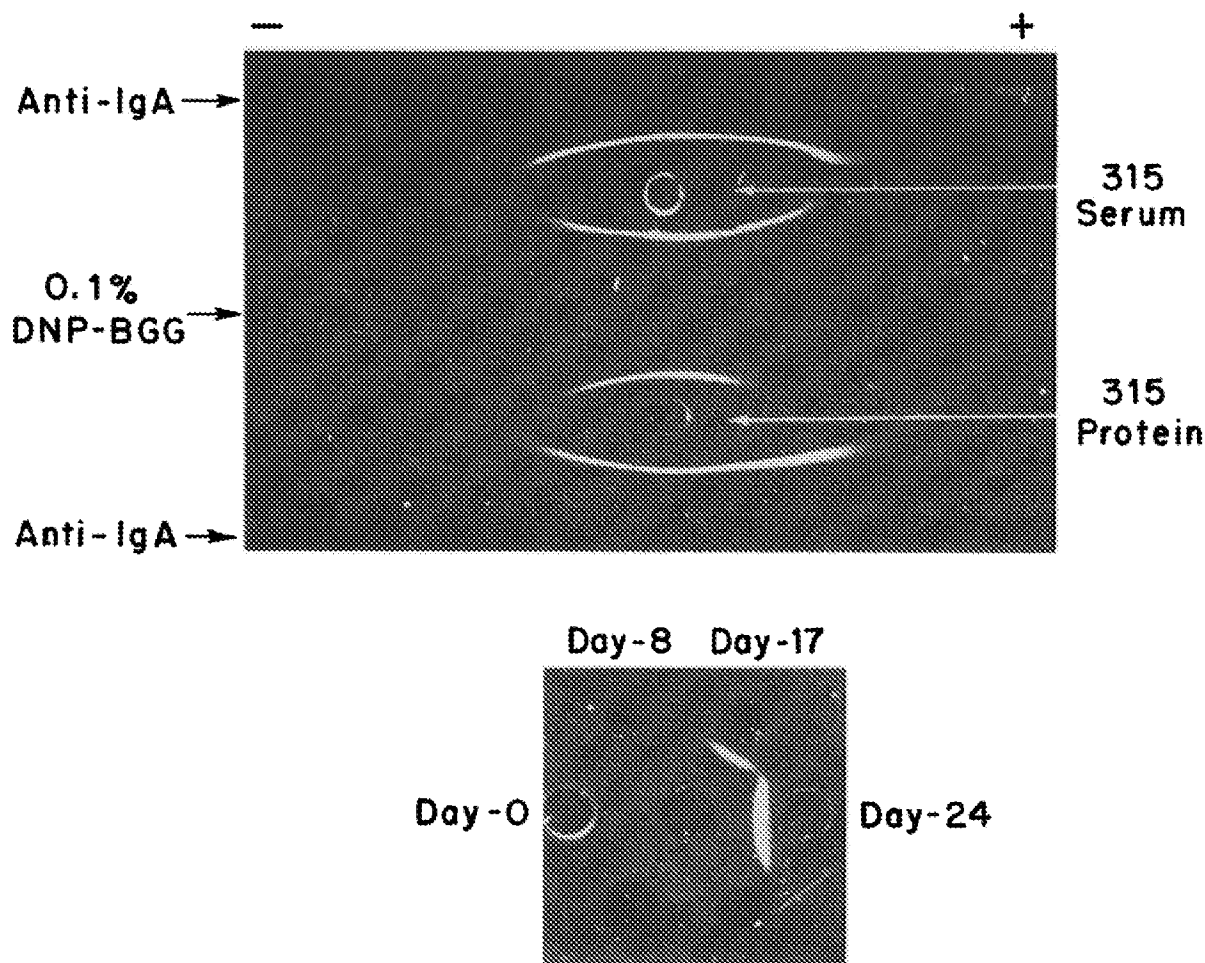 − +
Anti-IgA
315
Serum
0.1%
DNP-BGG
315
Protein
Anti-IgA
Day-8 Day-17
Day-0
Day-24